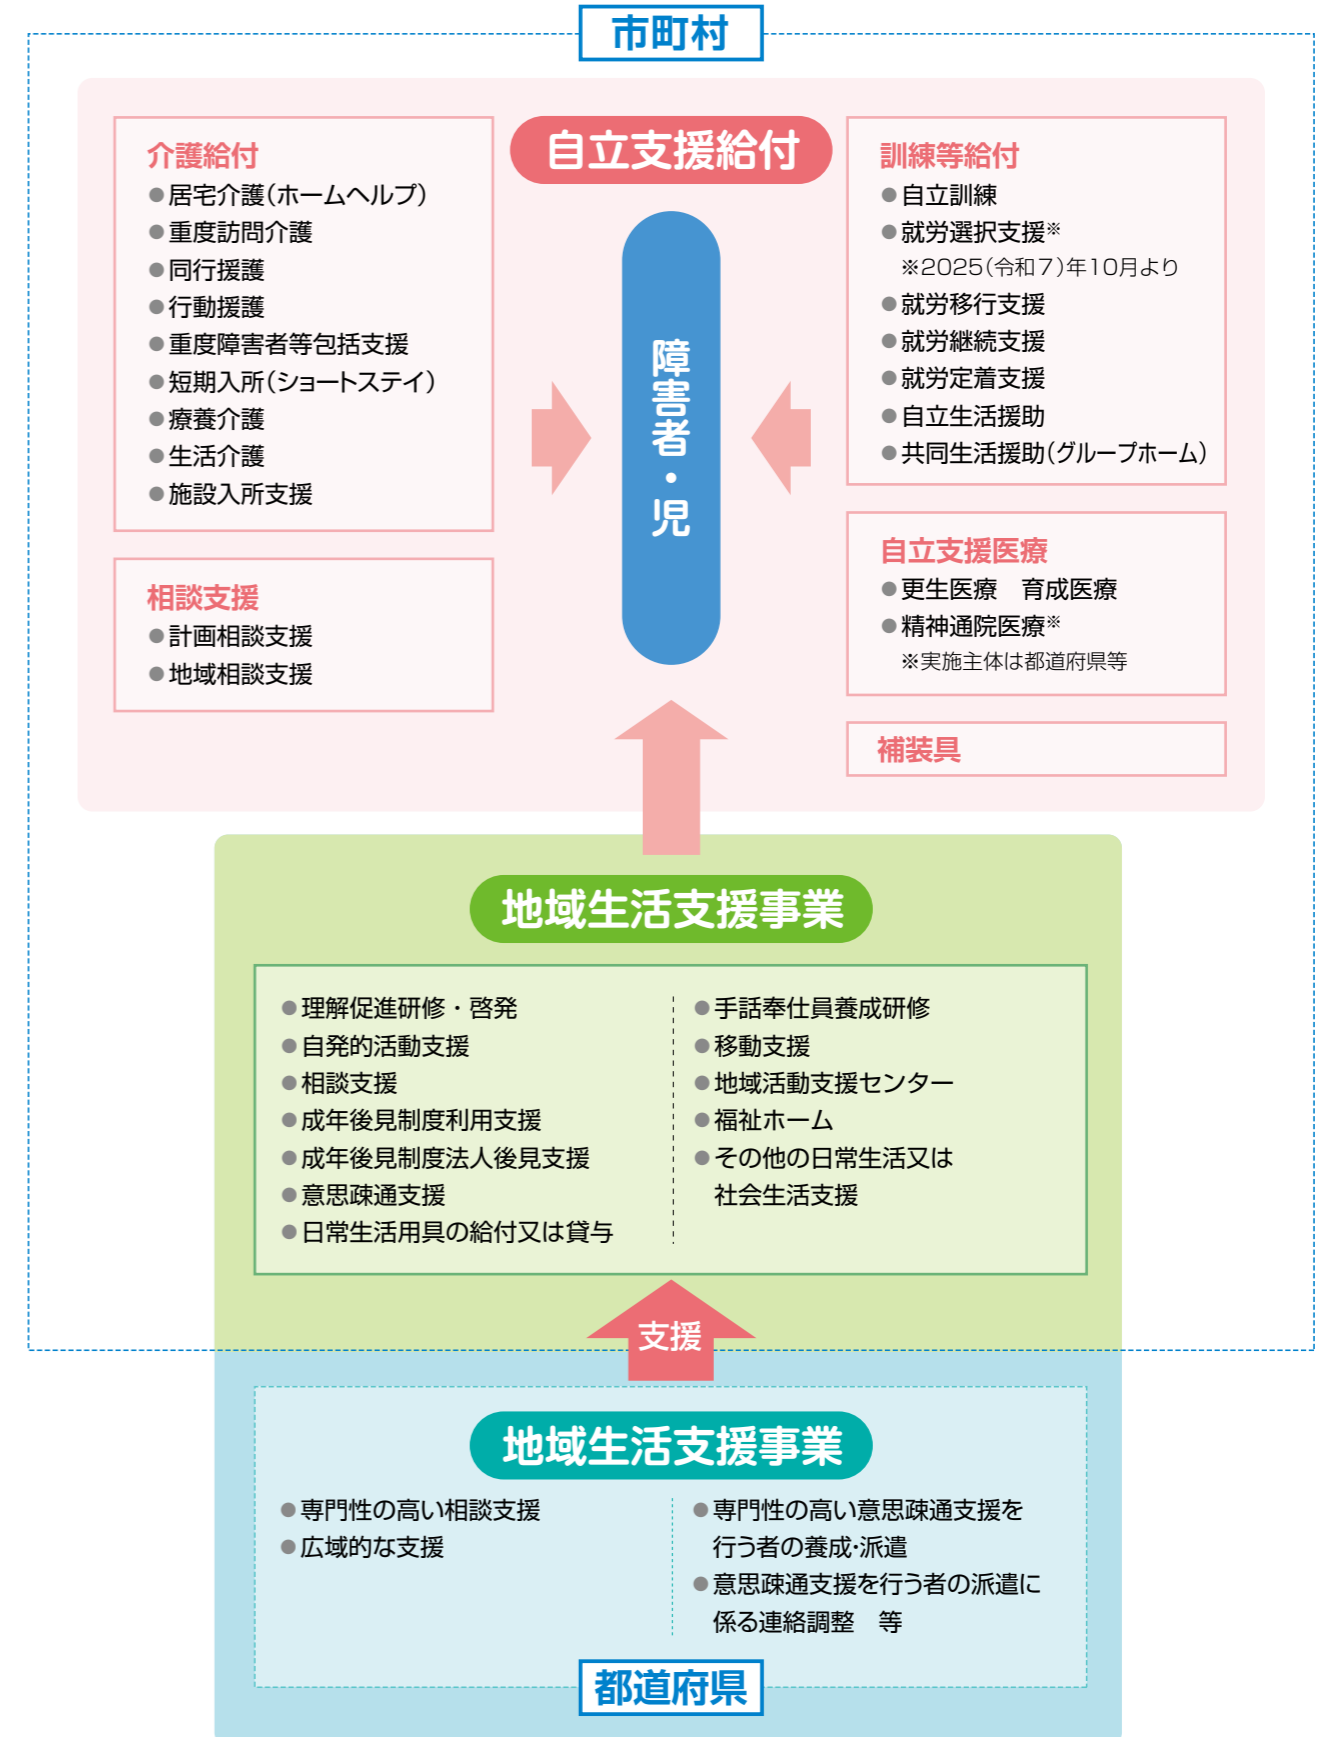 市町村
自立支援給付
介護給付
●居宅介護(ホームヘルプ)
●重度訪問介護
●同行援護
●行動援護
●重度障害者等包括支援
●短期入所(ショートステイ)
●療養介護
●生活介護
●施設入所支援
相談支援
●計画相談支援
●地域相談支援
障害者・児
訓練等給付
●自立訓練
●就労選択支援※
※2025(令和7)年10月より
●就労移行支援
●就労継続支援
●就労定着支援
●自立生活援助
●共同生活援助(グループホーム)
自立支援医療
●更生医療　育成医療
●精神通院医療※
※実施主体は都道府県等
補装具
地域生活支援事業
●理解促進研修・啓発
●自発的活動支援
●相談支援
●成年後見制度利用支援
●成年後見制度法人後見支援
●意思疎通支援
●日常生活用具の給付又は貸与
●手話奉仕員養成研修
●移動支援
●地域活動支援センター
●福祉ホーム
●その他の日常生活又は
社会生活支援
支援
地域生活支援事業
●専門性の高い相談支援
●広域的な支援
●専門性の高い意思疎通支援を
行う者の養成・派遣
●意思疎通支援を行う者の派遣に
係る連絡調整　等
都道府県